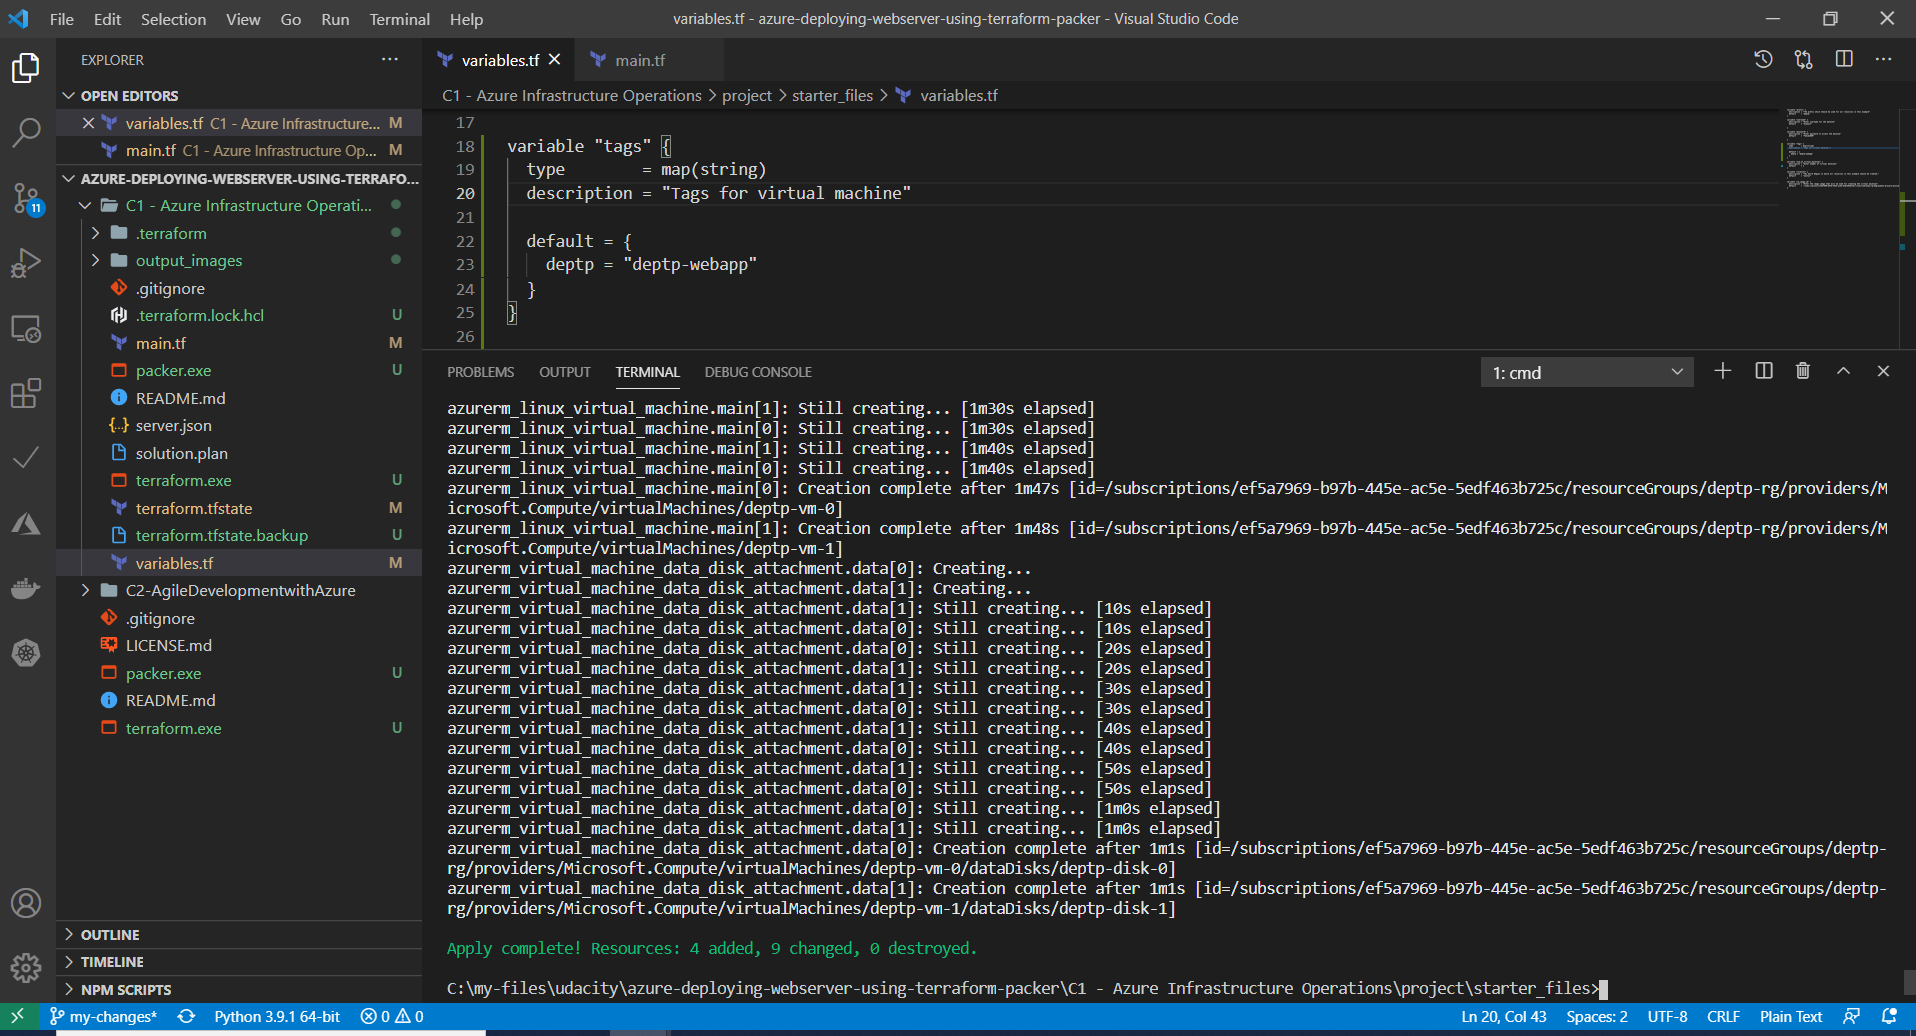 File Edit Selection View Go Run Terminal Help
variables.tf - azure-deploying-webserver-using-terraform-packer - Visual Studio Code
EXPLORER
OPEN EDITORS
variables.tf C1 - Azure Infrastructure... M
main.tf C1 - Azure Infrastructure Op... M
AZURE-DEPLOYING-WEBSERVER-USING-TERRAFO...
C1 - Azure Infrastructure Operati...
.terraform
output_images
.gitignore
.terraform.lock.hcl U
main.tf M
packer.exe U
README.md
server.json
solution.plan
terraform.exe U
terraform.tfstate M
terraform.tfstate.backup U
variables.tf M
C2-AgileDevelopmentwithAzure
.gitignore
LICENSE.md
packer.exe U
README.md
terraform.exe U
OUTLINE
TIMELINE
NPM SCRIPTS
11
variables.tf main.tf
C1 - Azure Infrastructure Operations > project > starter_files > variables.tf
17
18 variable "tags" {
19 type = map(string)
20 description = "Tags for virtual machine"
21
22 default = {
23 deptp = "deptp-webapp"
24 }
25 }
26
PROBLEMS OUTPUT TERMINAL DEBUG CONSOLE 1: cmd
azurerm_linux_virtual_machine.main[1]: Still creating... [1m30s elapsed]
azurerm_linux_virtual_machine.main[0]: Still creating... [1m30s elapsed]
azurerm_linux_virtual_machine.main[1]: Still creating... [1m40s elapsed]
azurerm_linux_virtual_machine.main[0]: Still creating... [1m40s elapsed]
azurerm_linux_virtual_machine.main[0]: Creation complete after 1m47s [id=/subscriptions/ef5a7969-b97b-445e-ac5e-5edf463b725c/resourceGroups/deptp-rg/providers/M
icrosoft.Compute/virtualMachines/deptp-vm-0]
azurerm_linux_virtual_machine.main[1]: Creation complete after 1m48s [id=/subscriptions/ef5a7969-b97b-445e-ac5e-5edf463b725c/resourceGroups/deptp-rg/providers/M
icrosoft.Compute/virtualMachines/deptp-vm-1]
azurerm_virtual_machine_data_disk_attachment.data[0]: Creating...
azurerm_virtual_machine_data_disk_attachment.data[1]: Creating...
azurerm_virtual_machine_data_disk_attachment.data[1]: Still creating... [10s elapsed]
azurerm_virtual_machine_data_disk_attachment.data[0]: Still creating... [10s elapsed]
azurerm_virtual_machine_data_disk_attachment.data[0]: Still creating... [20s elapsed]
azurerm_virtual_machine_data_disk_attachment.data[1]: Still creating... [20s elapsed]
azurerm_virtual_machine_data_disk_attachment.data[1]: Still creating... [30s elapsed]
azurerm_virtual_machine_data_disk_attachment.data[0]: Still creating... [30s elapsed]
azurerm_virtual_machine_data_disk_attachment.data[1]: Still creating... [40s elapsed]
azurerm_virtual_machine_data_disk_attachment.data[0]: Still creating... [40s elapsed]
azurerm_virtual_machine_data_disk_attachment.data[1]: Still creating... [50s elapsed]
azurerm_virtual_machine_data_disk_attachment.data[0]: Still creating... [50s elapsed]
azurerm_virtual_machine_data_disk_attachment.data[0]: Still creating... [1m0s elapsed]
azurerm_virtual_machine_data_disk_attachment.data[1]: Still creating... [1m0s elapsed]
azurerm_virtual_machine_data_disk_attachment.data[0]: Creation complete after 1m1s [id=/subscriptions/ef5a7969-b97b-445e-ac5e-5edf463b725c/resourceGroups/deptp-
rg/providers/Microsoft.Compute/virtualMachines/deptp-vm-0/dataDisks/deptp-disk-0]
azurerm_virtual_machine_data_disk_attachment.data[1]: Creation complete after 1m1s [id=/subscriptions/ef5a7969-b97b-445e-ac5e-5edf463b725c/resourceGroups/deptp-
rg/providers/Microsoft.Compute/virtualMachines/deptp-vm-1/dataDisks/deptp-disk-1]
Apply complete! Resources: 4 added, 9 changed, 0 destroyed.
C:\my-files\udacity\azure-deploying-webserver-using-terraform-packer\C1 - Azure Infrastructure Operations\project\starter_files>
my-changes* Python 3.9.1 64-bit 0 0 Ln 20, Col 43 Spaces: 2 UTF-8 CRLF Plain Text